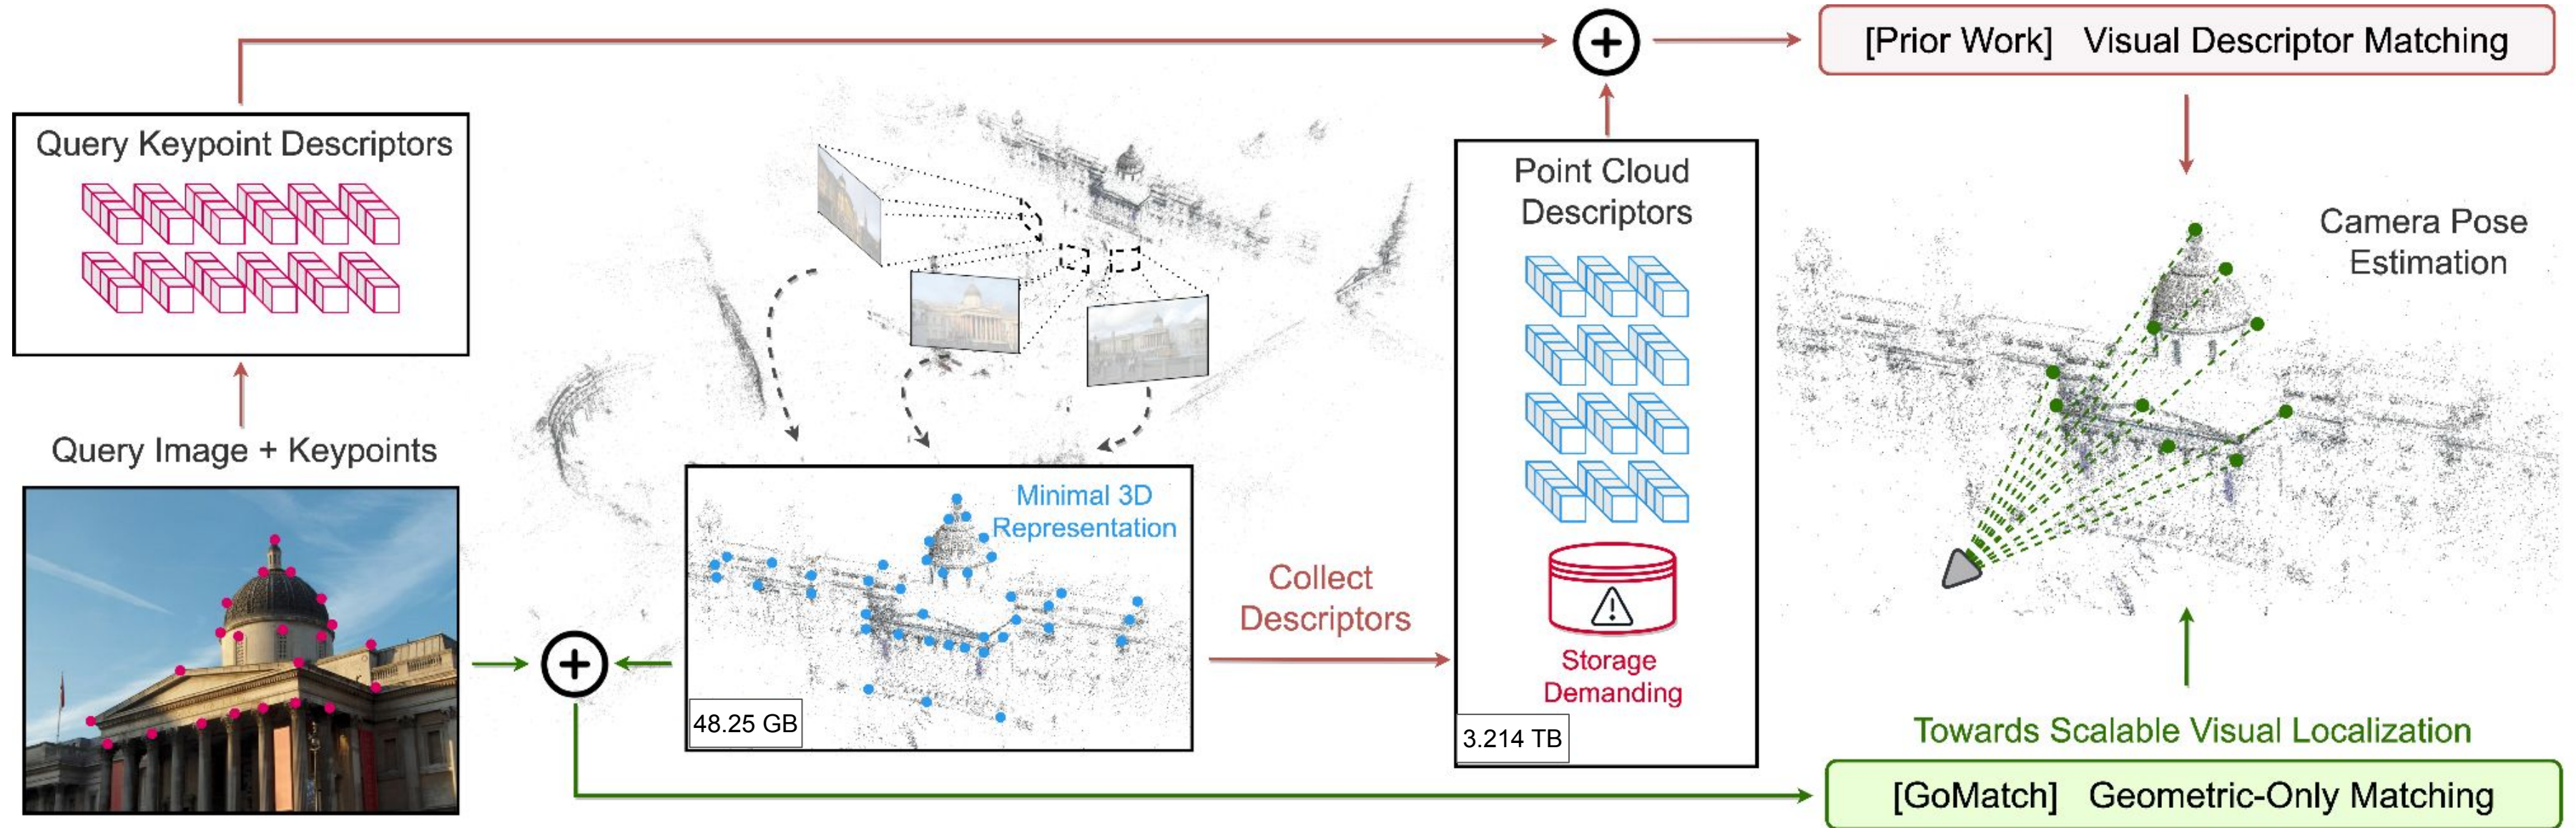 [Prior Work] Visual Descriptor Matching
Query Keypoint Descriptors
Point Cloud
Descriptors
Camera Pose
Estimation
Query Image + Keypoints
Minimal 3D
Representation
Collect
Descriptors
Storage
Demanding
48.25 GB
3.214 TB
Towards Scalable Visual Localization
[GoMatch] Geometric-Only Matching